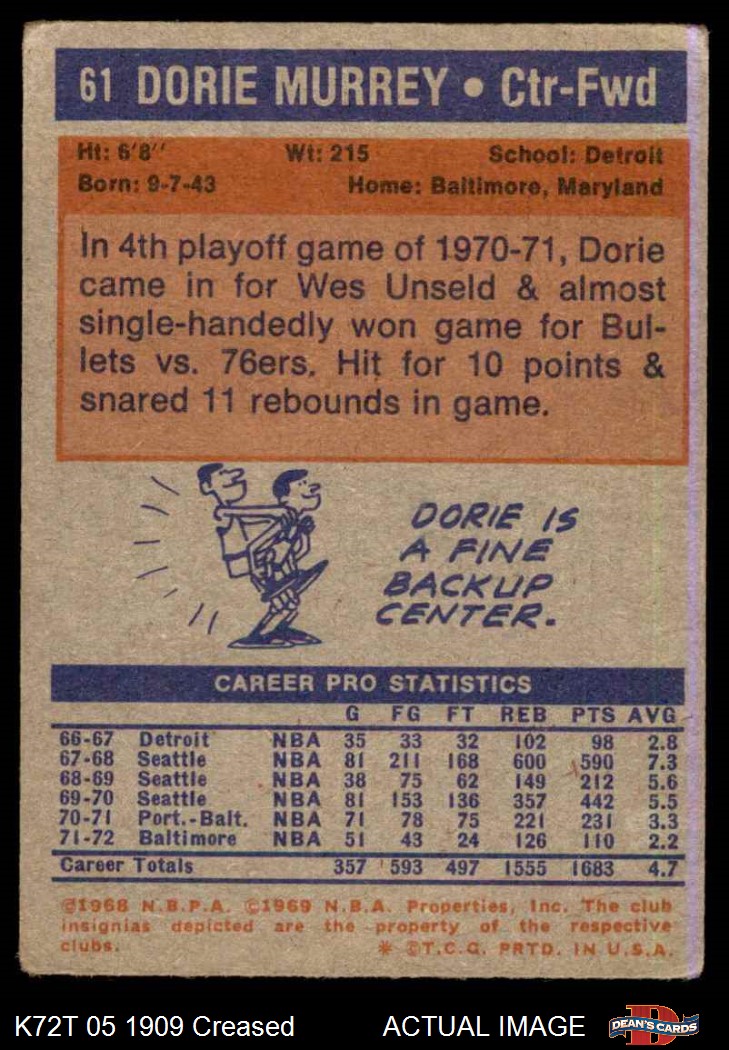 61 DORIE MURREY • Ctr-Fwd
Ht: 6'8" Wt: 215 School: Detroit
Born: 9-7-43 Home: Baltimore, Maryland
In 4th playoff game of 1970-71, Dorie
came in for Wes Unseld & almost
single-handedly won game for Bul-
lets vs. 76ers. Hit for 10 points &
snared 11 rebounds in game.
DORIE IS
A FINE
BACKUP
CENTER.
CAREER PRO STATISTICS
G FG FT REB PTS AVG
66-67 Detroit NBA 35 33 32 102 98 2.8
67-68 Seattle NBA 81 211 168 600 590 7.3
68-69 Seattle NBA 38 75 62 149 212 5.6
69-70 Seattle NBA 81 153 136 357 442 5.5
70-71 Port.-Balt. NBA 71 78 75 221 231 3.3
71-72 Baltimore NBA 51 43 24 126 110 2.2
Career Totals 357 593 497 1555 1683 4.7
©1968 N.B.P.A. ©1969 N.B.A. Properties, Inc. The club
insignias depicted are the property of the respective
clubs. * ©T.C.G. PRTD. IN U.S.A.
K72T 05 1909 Creased ACTUAL IMAGE DEAN'S CARDS